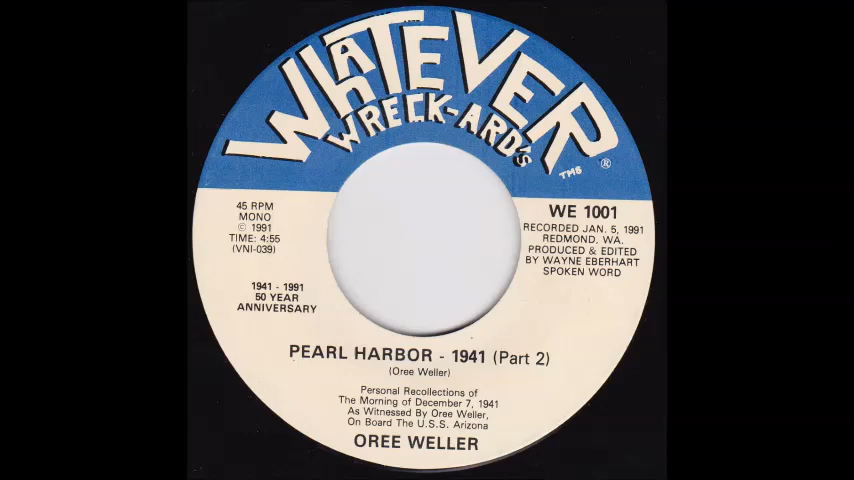 WHATEVER
WRECK-ARD'S
TMS ®
45 RPM
MONO
© 1991
TIME: 4:55
(VNI-039)
1941 - 1991
50 YEAR
ANNIVERSARY
WE 1001
RECORDED JAN. 5, 1991
REDMOND, WA.
PRODUCED & EDITED
BY WAYNE EBERHART
SPOKEN WORD
PEARL HARBOR - 1941 (Part 2)
(Oree Weller)
Personal Recollections of
The Morning of December 7, 1941
As Witnessed By Oree Weller,
On Board The U.S.S. Arizona
OREE WELLER